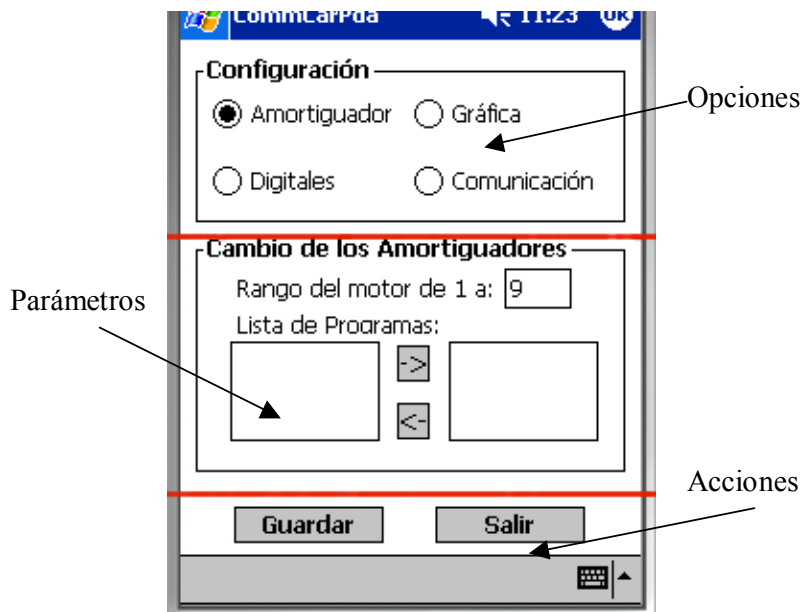 CommCarPda 11:23 ok
Configuración
Opciones
Amortiguador Gráfica
Digitales Comunicación
Cambio de los Amortiguadores
Parámetros
Rango del motor de 1 a: 9
Lista de Programas:
->
<-
Acciones
Guardar Salir